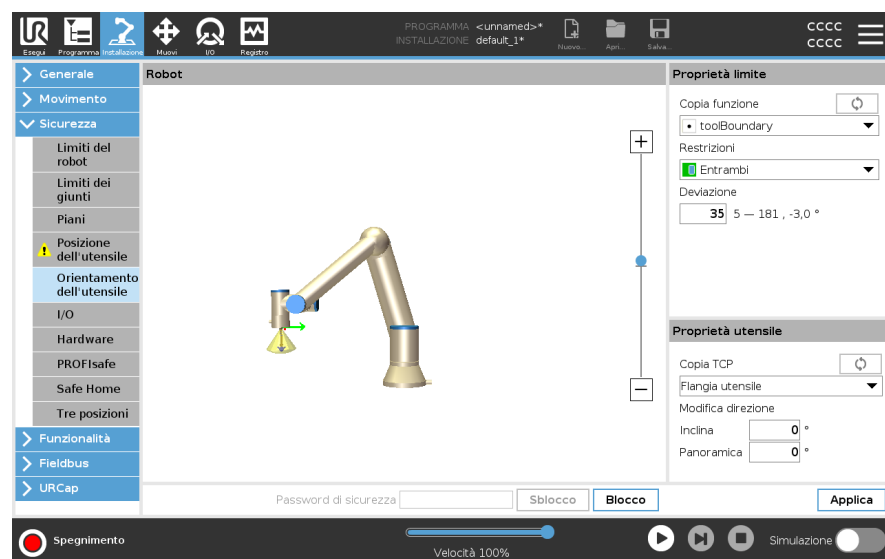 PROGRAMMA <unnamed>*
INSTALLAZIONE default_1*
Esegui
Programma
Installazione
Muovi
I/O
Registro
Nuovo...
Apri...
Salva...
cccc
cccc
Generale
Movimento
Sicurezza
Limiti del
robot
Limiti dei
giunti
Piani
Posizione
dell'utensile
Orientamento
dell'utensile
I/O
Hardware
PROFIsafe
Safe Home
Tre posizioni
Funzionalità
Fieldbus
URCap
Robot
Proprietà limite
Copia funzione
toolBoundary
Restrizioni
Entrambi
Deviazione
35 5 — 181 , -3,0 °
Proprietà utensile
Copia TCP
Flangia utensile
Modifica direzione
Inclina 0 °
Panoramica 0 °
Password di sicurezza
Sblocco
Blocco
Applica
Spegnimento
Velocità 100%
Simulazione